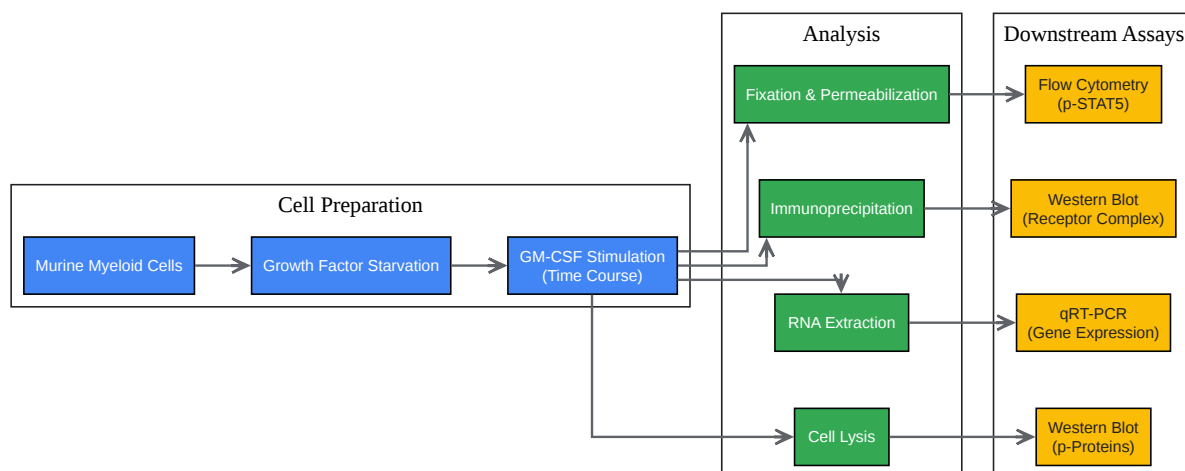 Analysis
Downstream Assays
Fixation & Permeabilization
Flow Cytometry
(p-STAT5)
Cell Preparation
Immunoprecipitation
Western Blot
(Receptor Complex)
Murine Myeloid Cells
Growth Factor Starvation
GM-CSF Stimulation
(Time Course)
RNA Extraction
qRT-PCR
(Gene Expression)
Cell Lysis
Western Blot
(p-Proteins)